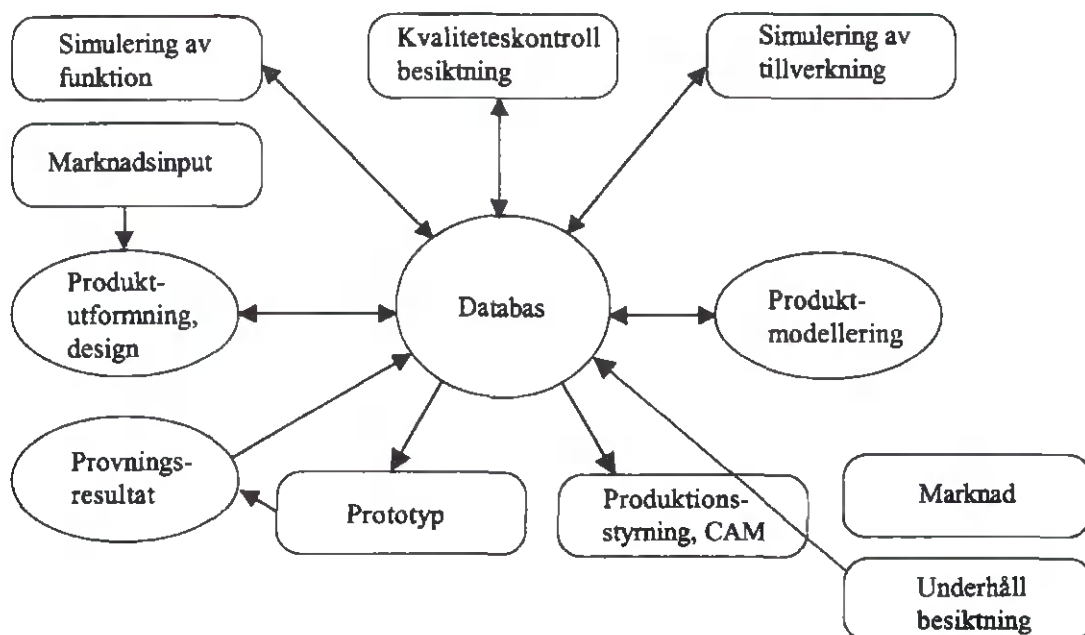 Simulering av
funktion
Kvaliteteskontroll
besiktning
Simulering av
tillverkning
Marknadsinput
Produkt-
utformning,
design
Databas
Produkt-
modellering
Provnings-
resultat
Prototyp
Produktions-
styrning, CAM
Marknad
Underhåll
besiktning